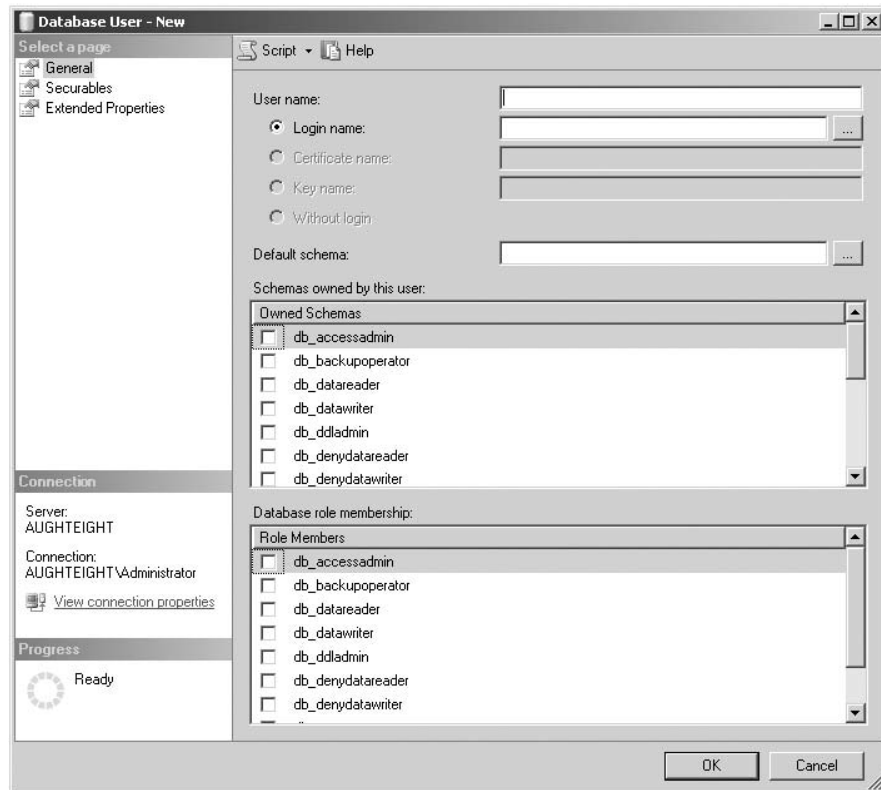 Database User - New
Select a page
General
Securables
Extended Properties
Script
Help
User name:
Login name:
...
Certificate name:
Key name:
Without login
Default schema:
...
Schemas owned by this user:
Owned Schemas
db_accessadmin
db_backupoperator
db_datareader
db_datawriter
db_ddladmin
db_denydatareader
db_denydatawriter
Database role membership:
Role Members
db_accessadmin
db_backupoperator
db_datareader
db_datawriter
db_ddladmin
db_denydatareader
db_denydatawriter
Connection
Server:
AUGHTEIGHT
Connection:
AUGHTEIGHT\Administrator
View connection properties
Progress
Ready
OK
Cancel